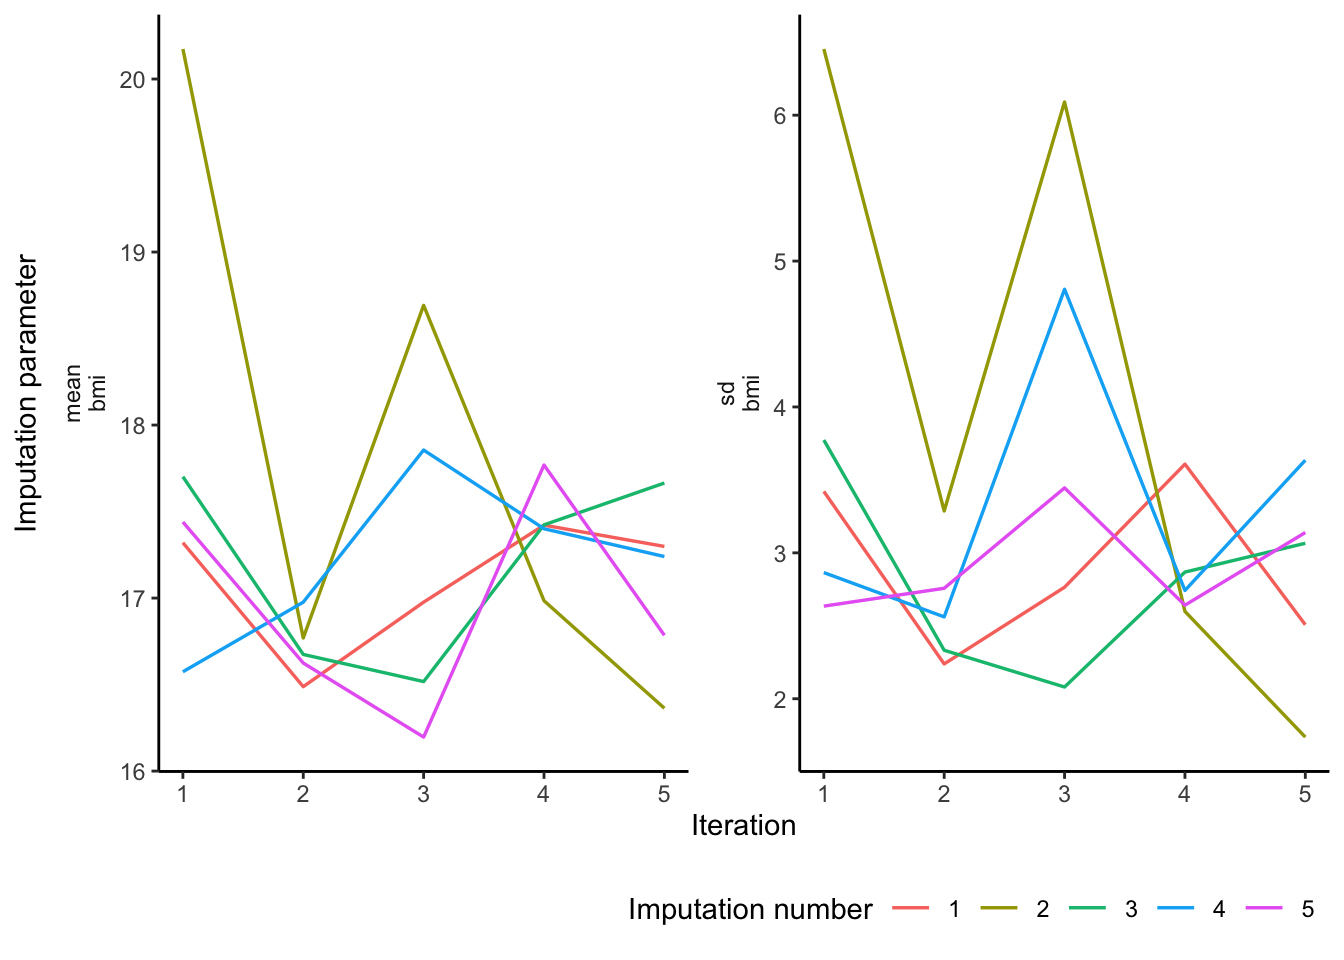 Imputation parameter
mean
bmi
20
19
18
17
16
1 2 3 4 5
sd
bmi
6
5
4
3
2
1 2 3 4 5
Iteration
Imputation number 1 2 3 4 5